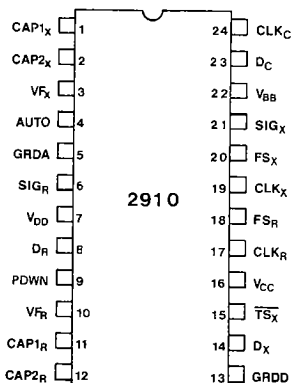 CAP1X 1
CAP2X 2
VFX 3
AUTO 4
GRDA 5
SIGR 6
VDD 7
DR 8
PDWN 9
VFR 10
CAP1R 11
CAP2R 12
2910
24 CLKC
23 DC
22 VBB
21 SIGX
20 FSX
19 CLKX
18 FSR
17 CLKR
16 VCC
15 T̅S̅X̅
14 DX
13 GRDD